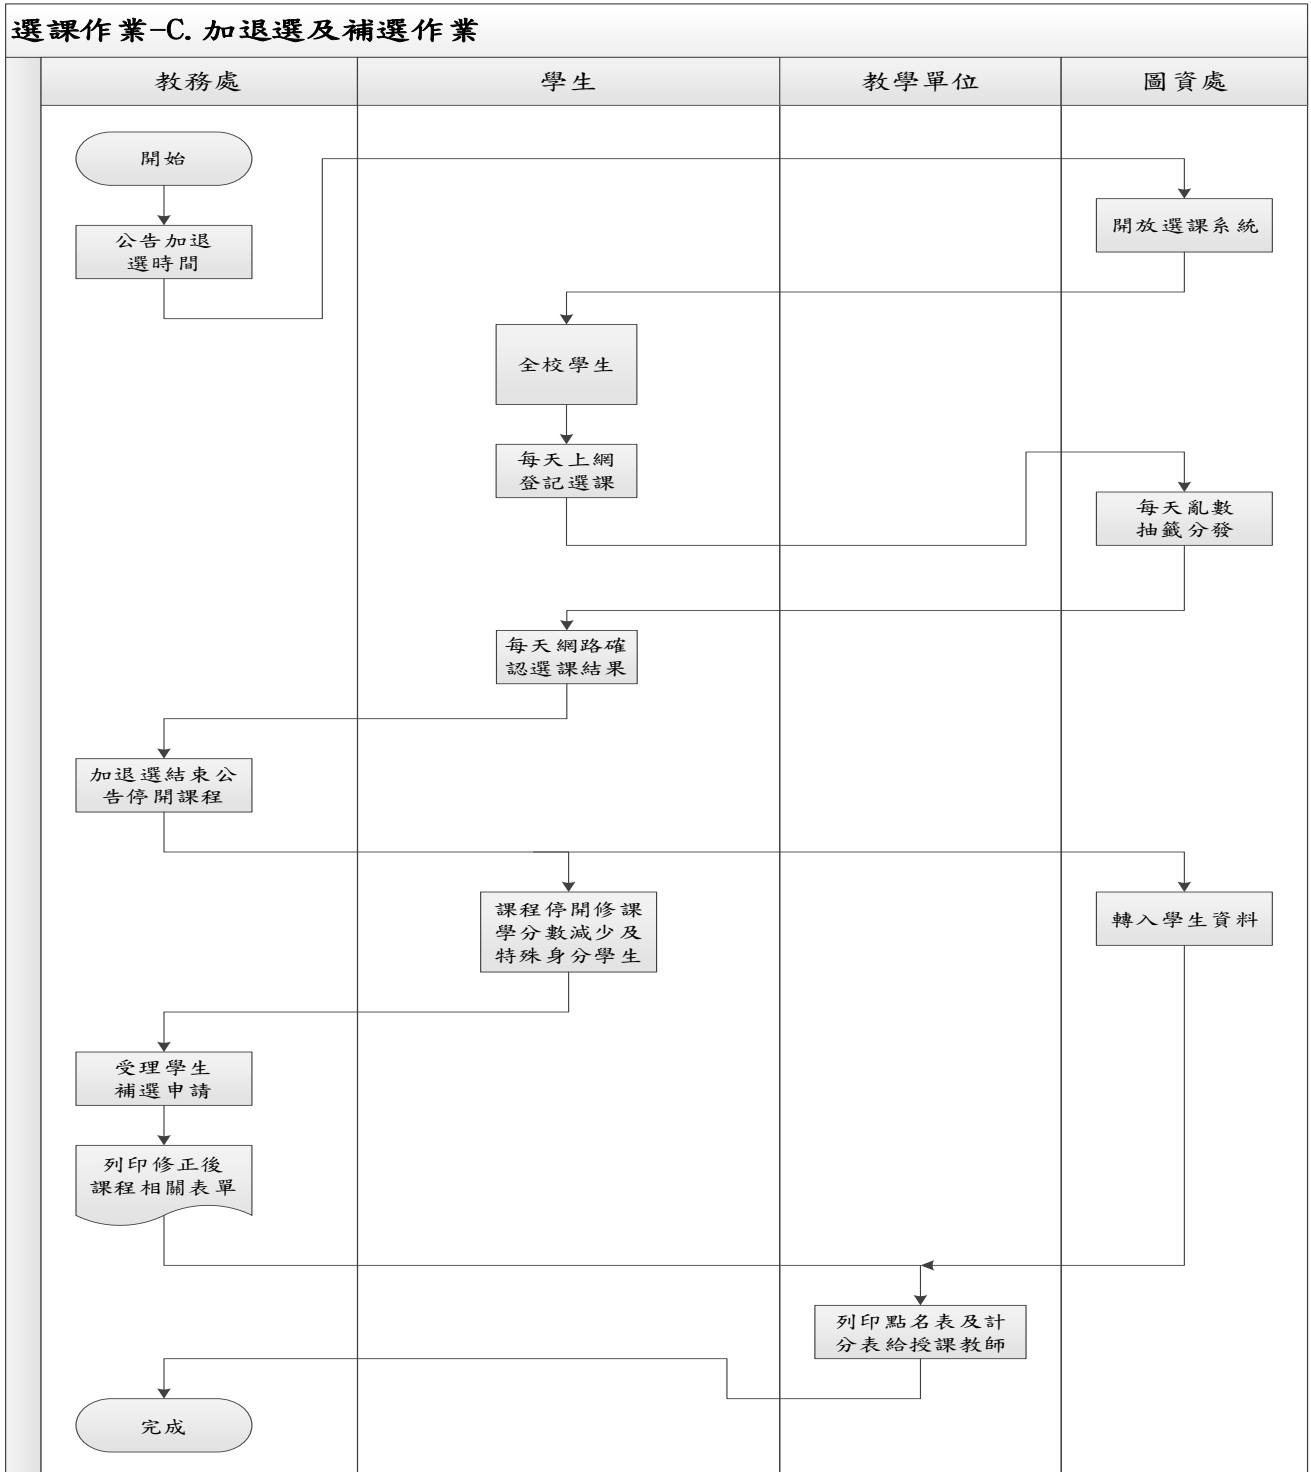 選課作業-C.加退選及補選作業
教務處
學生
教學單位
圖資處
開始
公告加退
選時間
開放選課系統
全校學生
每天上網
登記選課
每天亂數
抽籤分發
每天網路確
認選課結果
加退選結束公
告停開課程
課程停開修課
學分數減少及
特殊身分學生
轉入學生資料
受理學生
補選申請
列印修正後
課程相關表單
列印點名表及計
分表給授課教師
完成